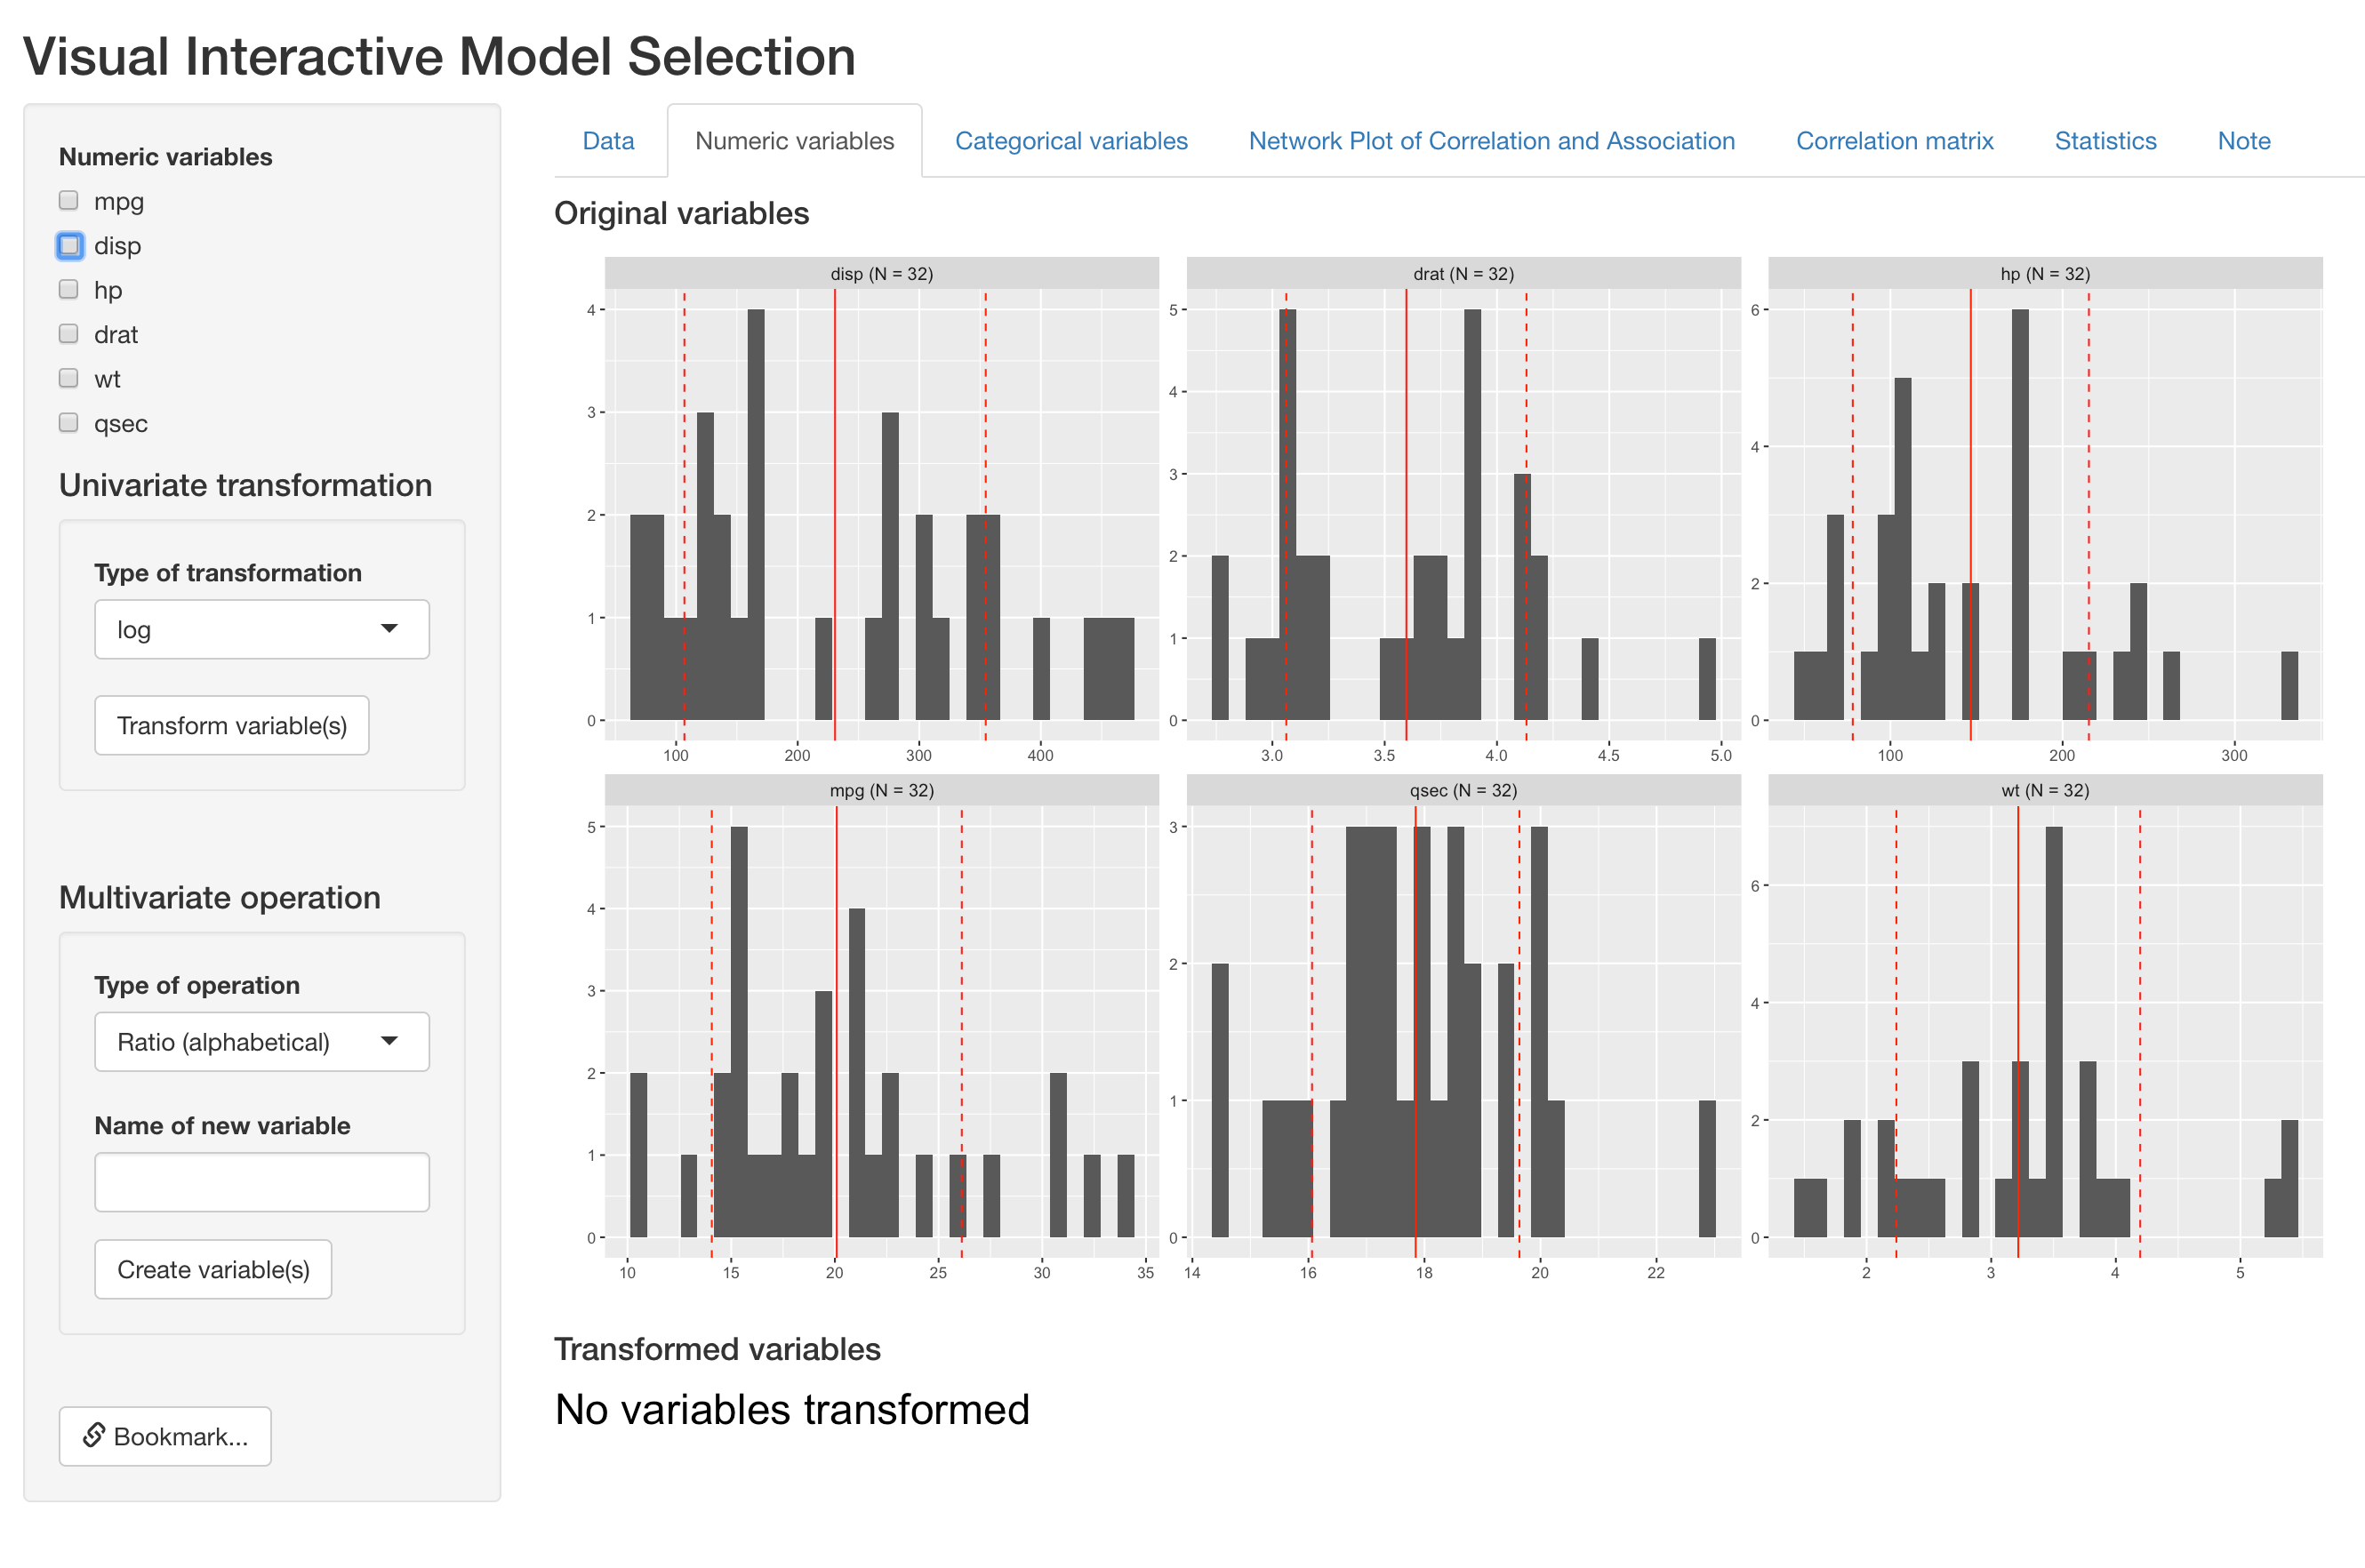 Visual Interactive Model Selection
Numeric variables
mpg
disp
hp
drat
wt
qsec
Univariate transformation
Type of transformation
log
Transform variable(s)
Multivariate operation
Type of operation
Ratio (alphabetical)
Name of new variable
Create variable(s)
Bookmark...
Data Numeric variables Categorical variables Network Plot of Correlation and Association Correlation matrix Statistics Note
Original variables
disp (N = 32)
4
3
2
1
0
100 200 300 400
drat (N = 32)
5
4
3
2
1
0
3.0 3.5 4.0 4.5 5.0
hp (N = 32)
6
4
2
0
100 200 300
mpg (N = 32)
5
4
3
2
1
0
10 15 20 25 30 35
qsec (N = 32)
3
2
1
0
14 16 18 20 22
wt (N = 32)
6
4
2
0
2 3 4 5
Transformed variables
No variables transformed